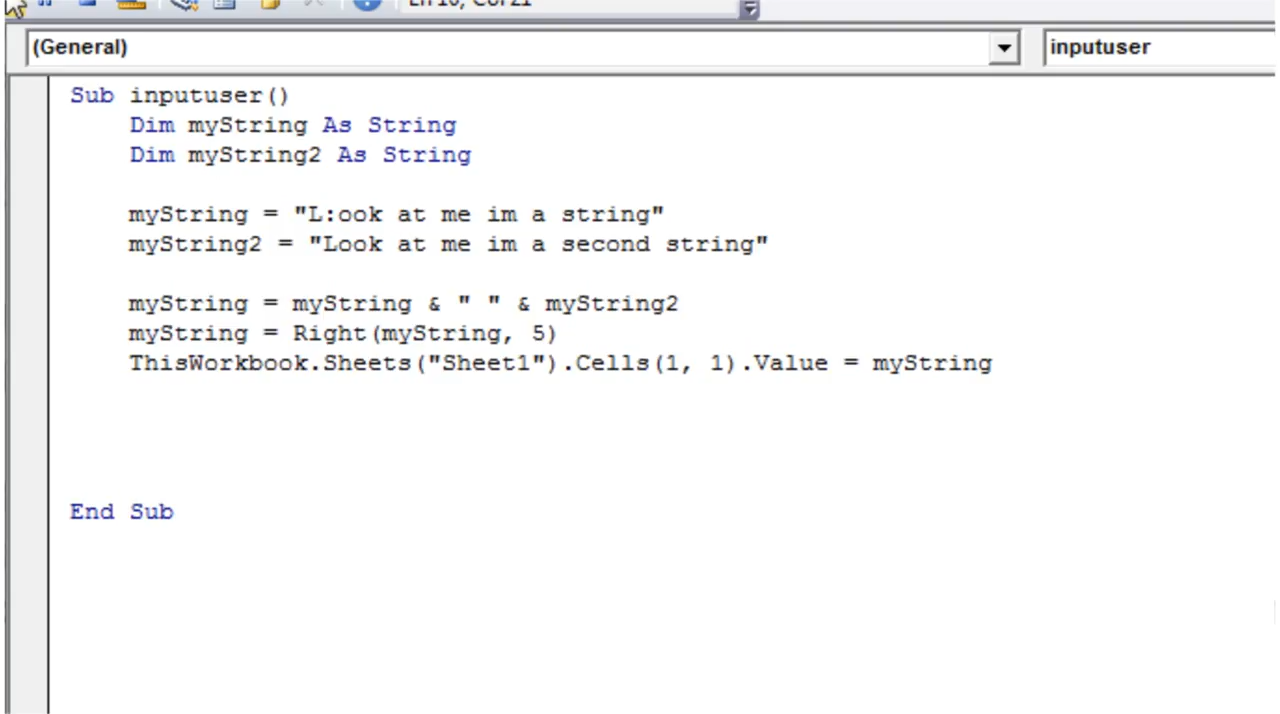 (General) inputuser
Sub inputuser()
Dim myString As String
Dim myString2 As String
myString = "L:ook at me im a string"
myString2 = "Look at me im a second string"
myString = myString & " " & myString2
myString = Right(myString, 5)
ThisWorkbook.Sheets("Sheet1").Cells(1, 1).Value = myString
End Sub